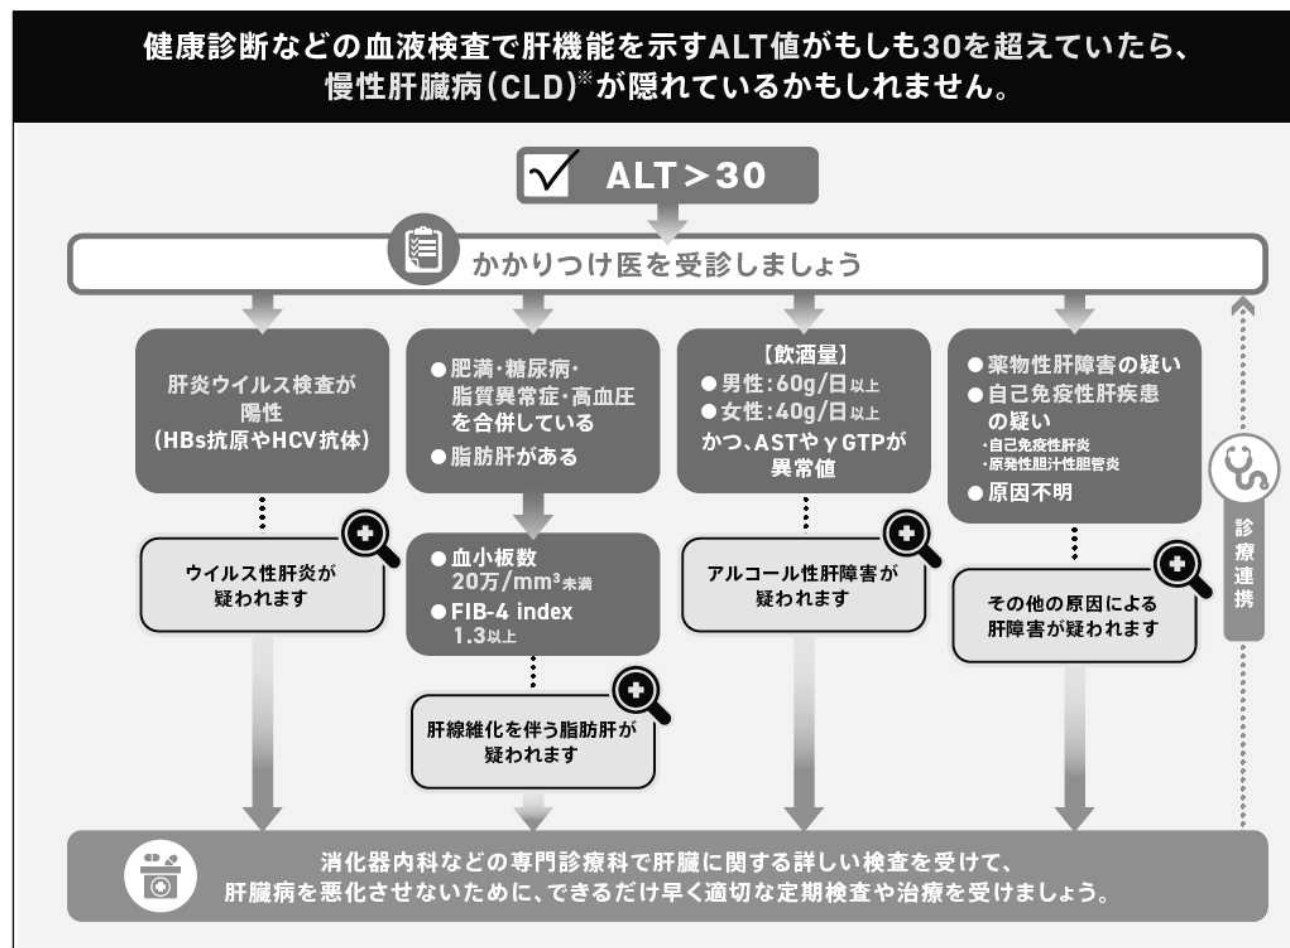 健康診断などの血液検査で肝機能を示すALT値がもしも30を超えていたら、
慢性肝臓病(CLD)※が隠れているかもしれません。
ALT＞30
かかりつけ医を受診しましょう
肝炎ウイルス検査が
陽性
(HBs抗原やHCV抗体)
ウイルス性肝炎が
疑われます
●肥満・糖尿病・
脂質異常症・高血圧
を合併している
●脂肪肝がある
●血小板数
20万/mm³未満
●FIB-4 index
1.3以上
肝線維化を伴う脂肪肝が
疑われます
【飲酒量】
●男性：60g/日以上
●女性：40g/日以上
かつ、ASTやγGTPが
異常値
アルコール性肝障害が
疑われます
●薬物性肝障害の疑い
●自己免疫性肝疾患
の疑い
・自己免疫性肝炎
・原発性胆汁性胆管炎
●原因不明
その他の原因による
肝障害が疑われます
診療連携
消化器内科などの専門診療科で肝臓に関する詳しい検査を受けて、
肝臓病を悪化させないために、できるだけ早く適切な定期検査や治療を受けましょう。